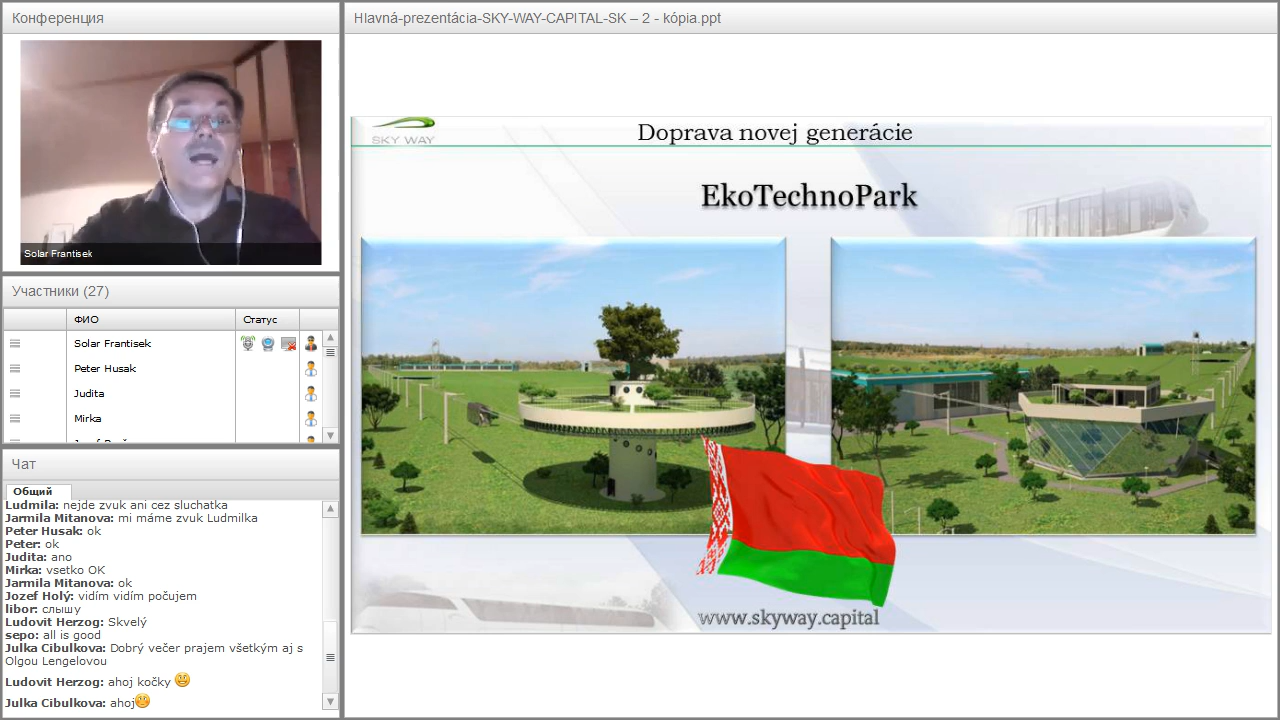 Конференция
Solar Frantisek
Участники (27)
ФИО
Статус
Solar Frantisek
Peter Husak
Judita
Mirka
Чат
Общий
Ludmila: nejde zvuk ani cez sluchatka
Jarmila Mitanova: mi máme zvuk Ludmilka
Peter Husak: ok
Peter: ok
Judita: ano
Mirka: vsetko OK
Jarmila Mitanova: ok
Jozef Holý: vidím vidím počujem
libor: слышу
Ludovit Herzog: Skvělý
sepo: all is good
Julka Cibulkova: Dobrý večer prajem všetkým aj s
Olgou Lengelovou
Ludovit Herzog: ahoj kočky
Julka Cibulkova: ahoj
Hlavná-prezentácia-SKY-WAY-CAPITAL-SK – 2 - kópia.ppt
SKY WAY
Doprava novej generácie
EkoTechnoPark
www.skyway.capital